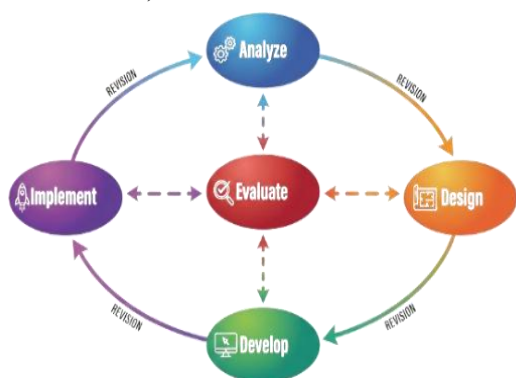 Analyze
REVISION
REVISION
Implement
Evaluate
Design
REVISION
REVISION
Develop